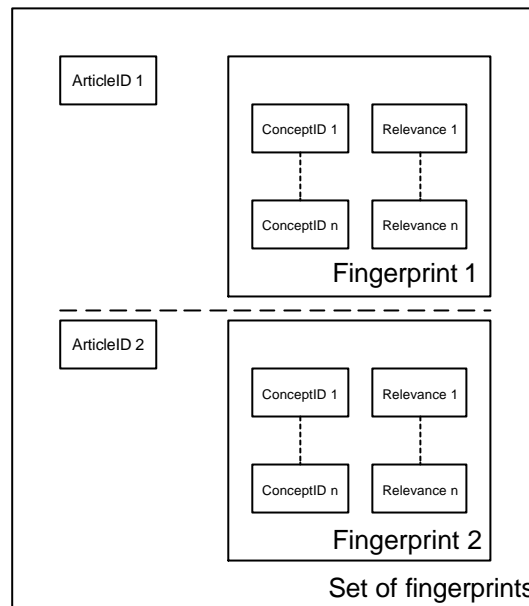 ArticleID 1
ConceptID 1 Relevance 1
ConceptID n Relevance n
Fingerprint 1
ArticleID 2
ConceptID 1 Relevance 1
ConceptID n Relevance n
Fingerprint 2
Set of fingerprints